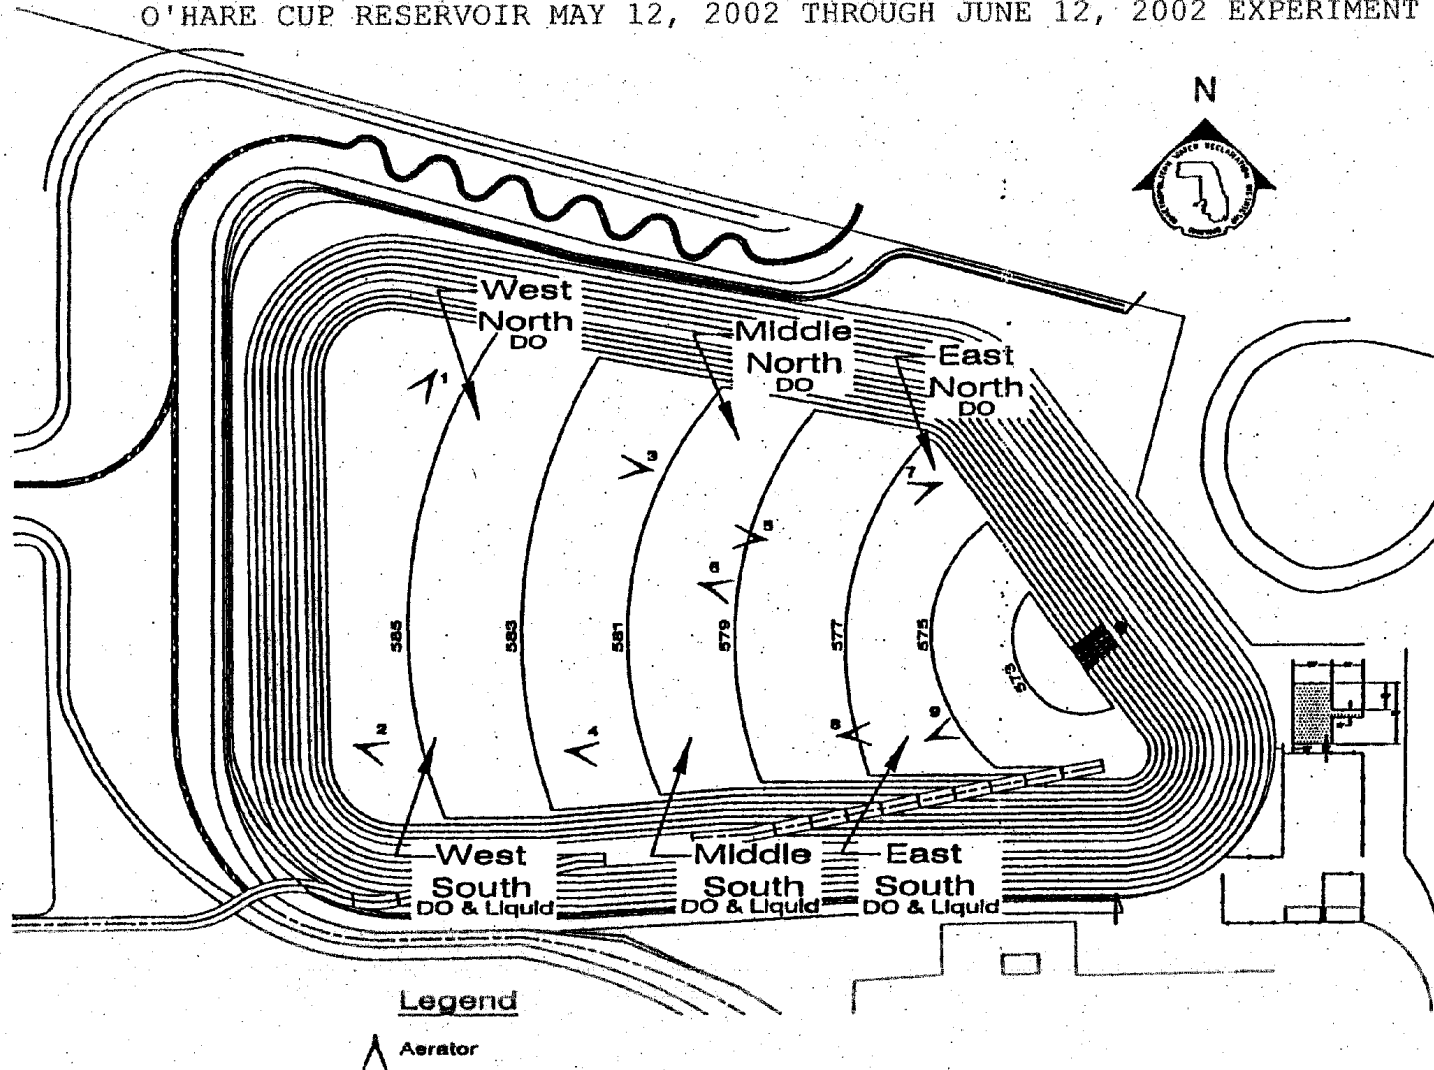 O'HARE CUP RESERVOIR MAY 12, 2002 THROUGH JUNE 12, 2002 EXPERIMENT
N
West
North
DO
Middle
North
DO
East
North
DO
1
3
7
5
6
585
583
581
579
577
575
573
2
4
8
9
West
South
DO & Liquid
Middle
South
DO & Liquid
East
South
DO & Liquid
Legend
Aerator